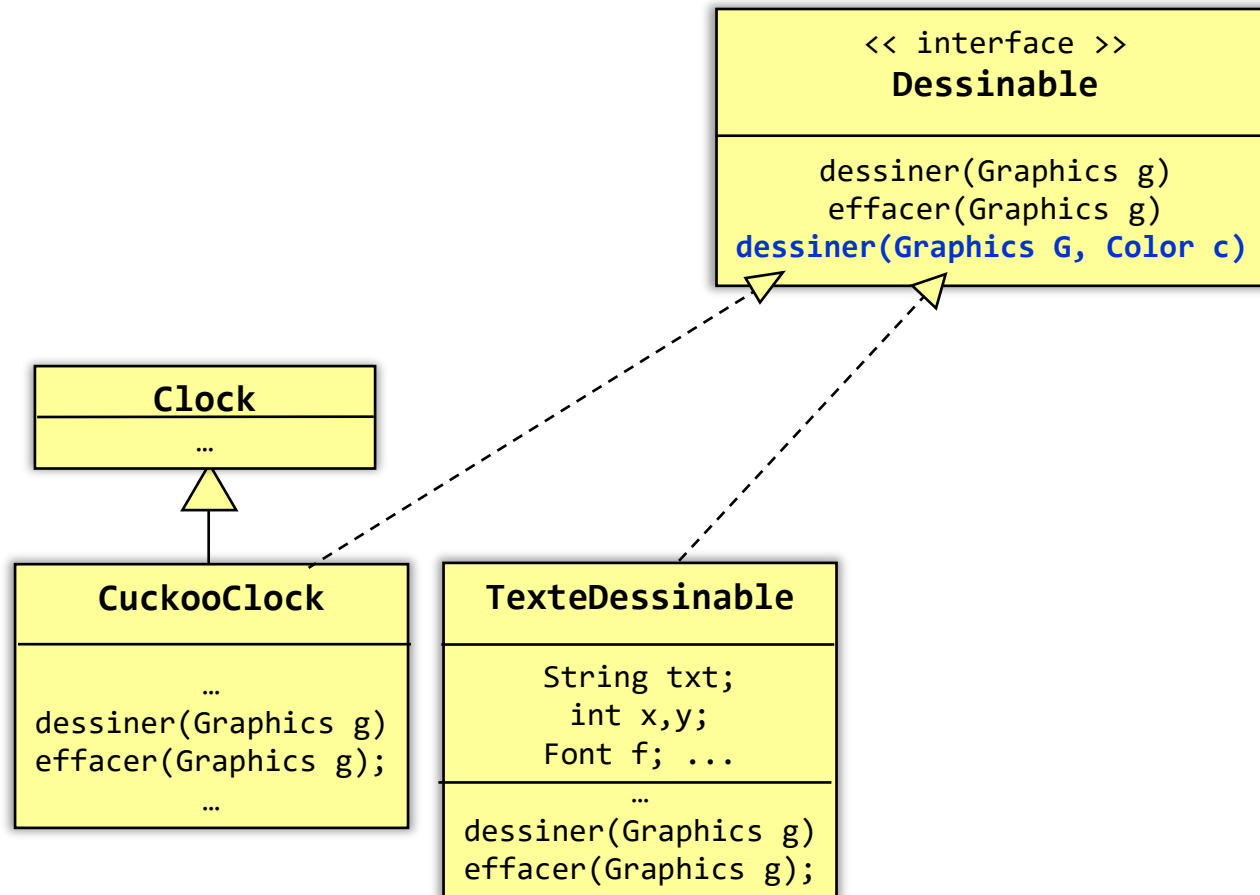 << interface >>
Dessinable
dessiner(Graphics g)
effacer(Graphics g)
dessiner(Graphics G, Color c)
Clock
…
CuckooClock
…
dessiner(Graphics g)
effacer(Graphics g);
…
TexteDessinable
String txt;
int x,y;
Font f; ...
…
dessiner(Graphics g)
effacer(Graphics g);